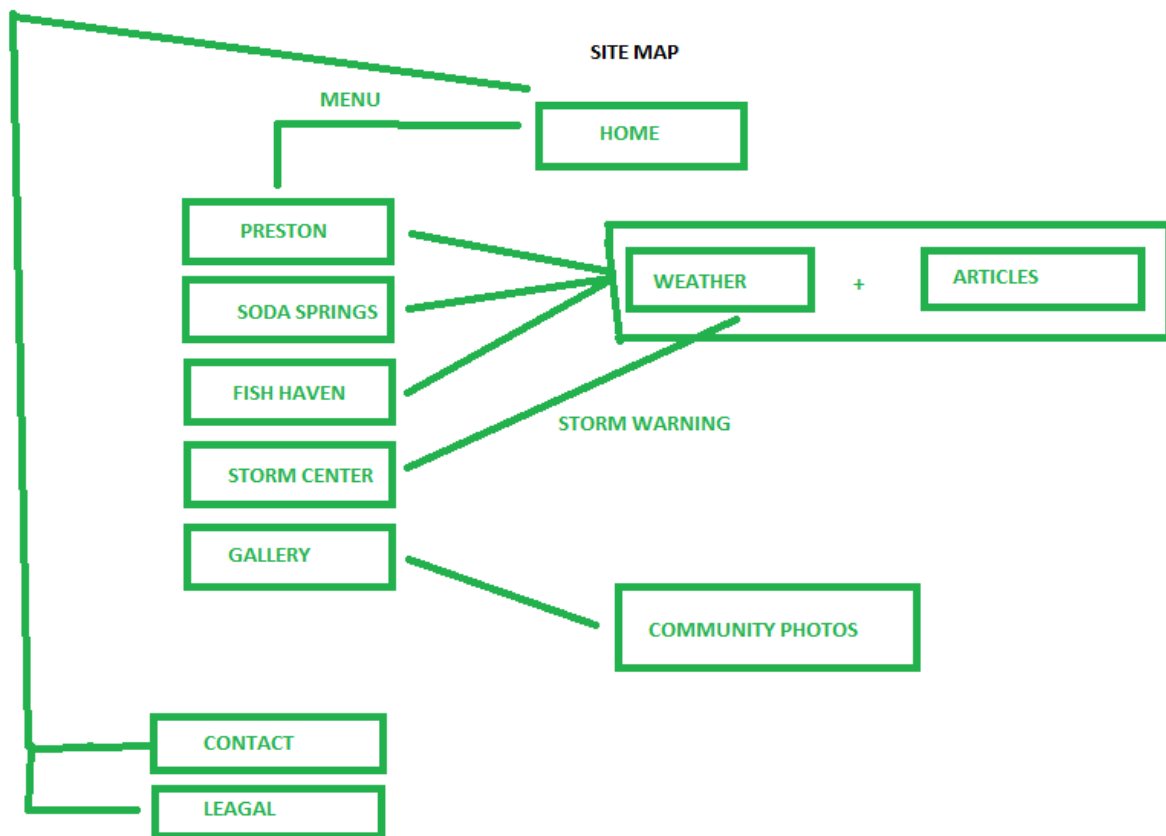 SITE MAP
MENU
HOME
PRESTON
WEATHER + ARTICLES
SODA SPRINGS
FISH HAVEN
STORM WARNING
STORM CENTER
GALLERY
COMMUNITY PHOTOS
CONTACT
LEAGAL